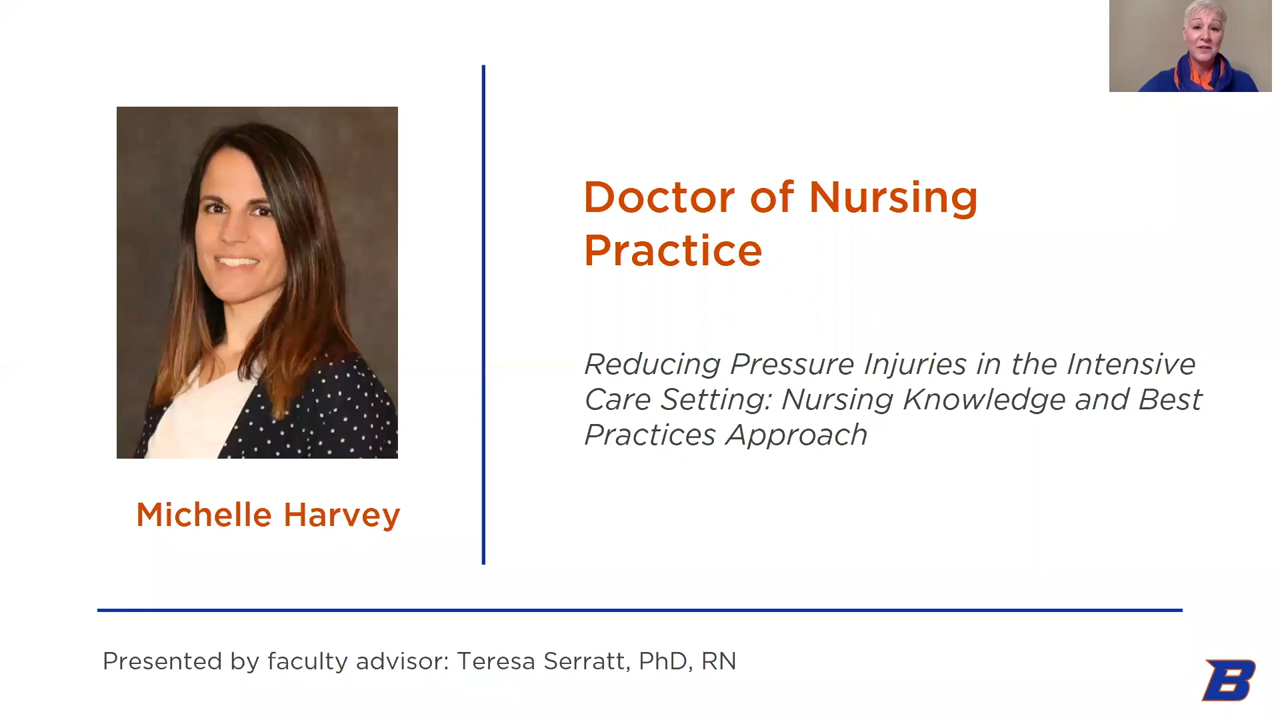 Doctor of Nursing
Practice
Reducing Pressure Injuries in the Intensive
Care Setting: Nursing Knowledge and Best
Practices Approach
Michelle Harvey
Presented by faculty advisor: Teresa Serratt, PhD, RN
B